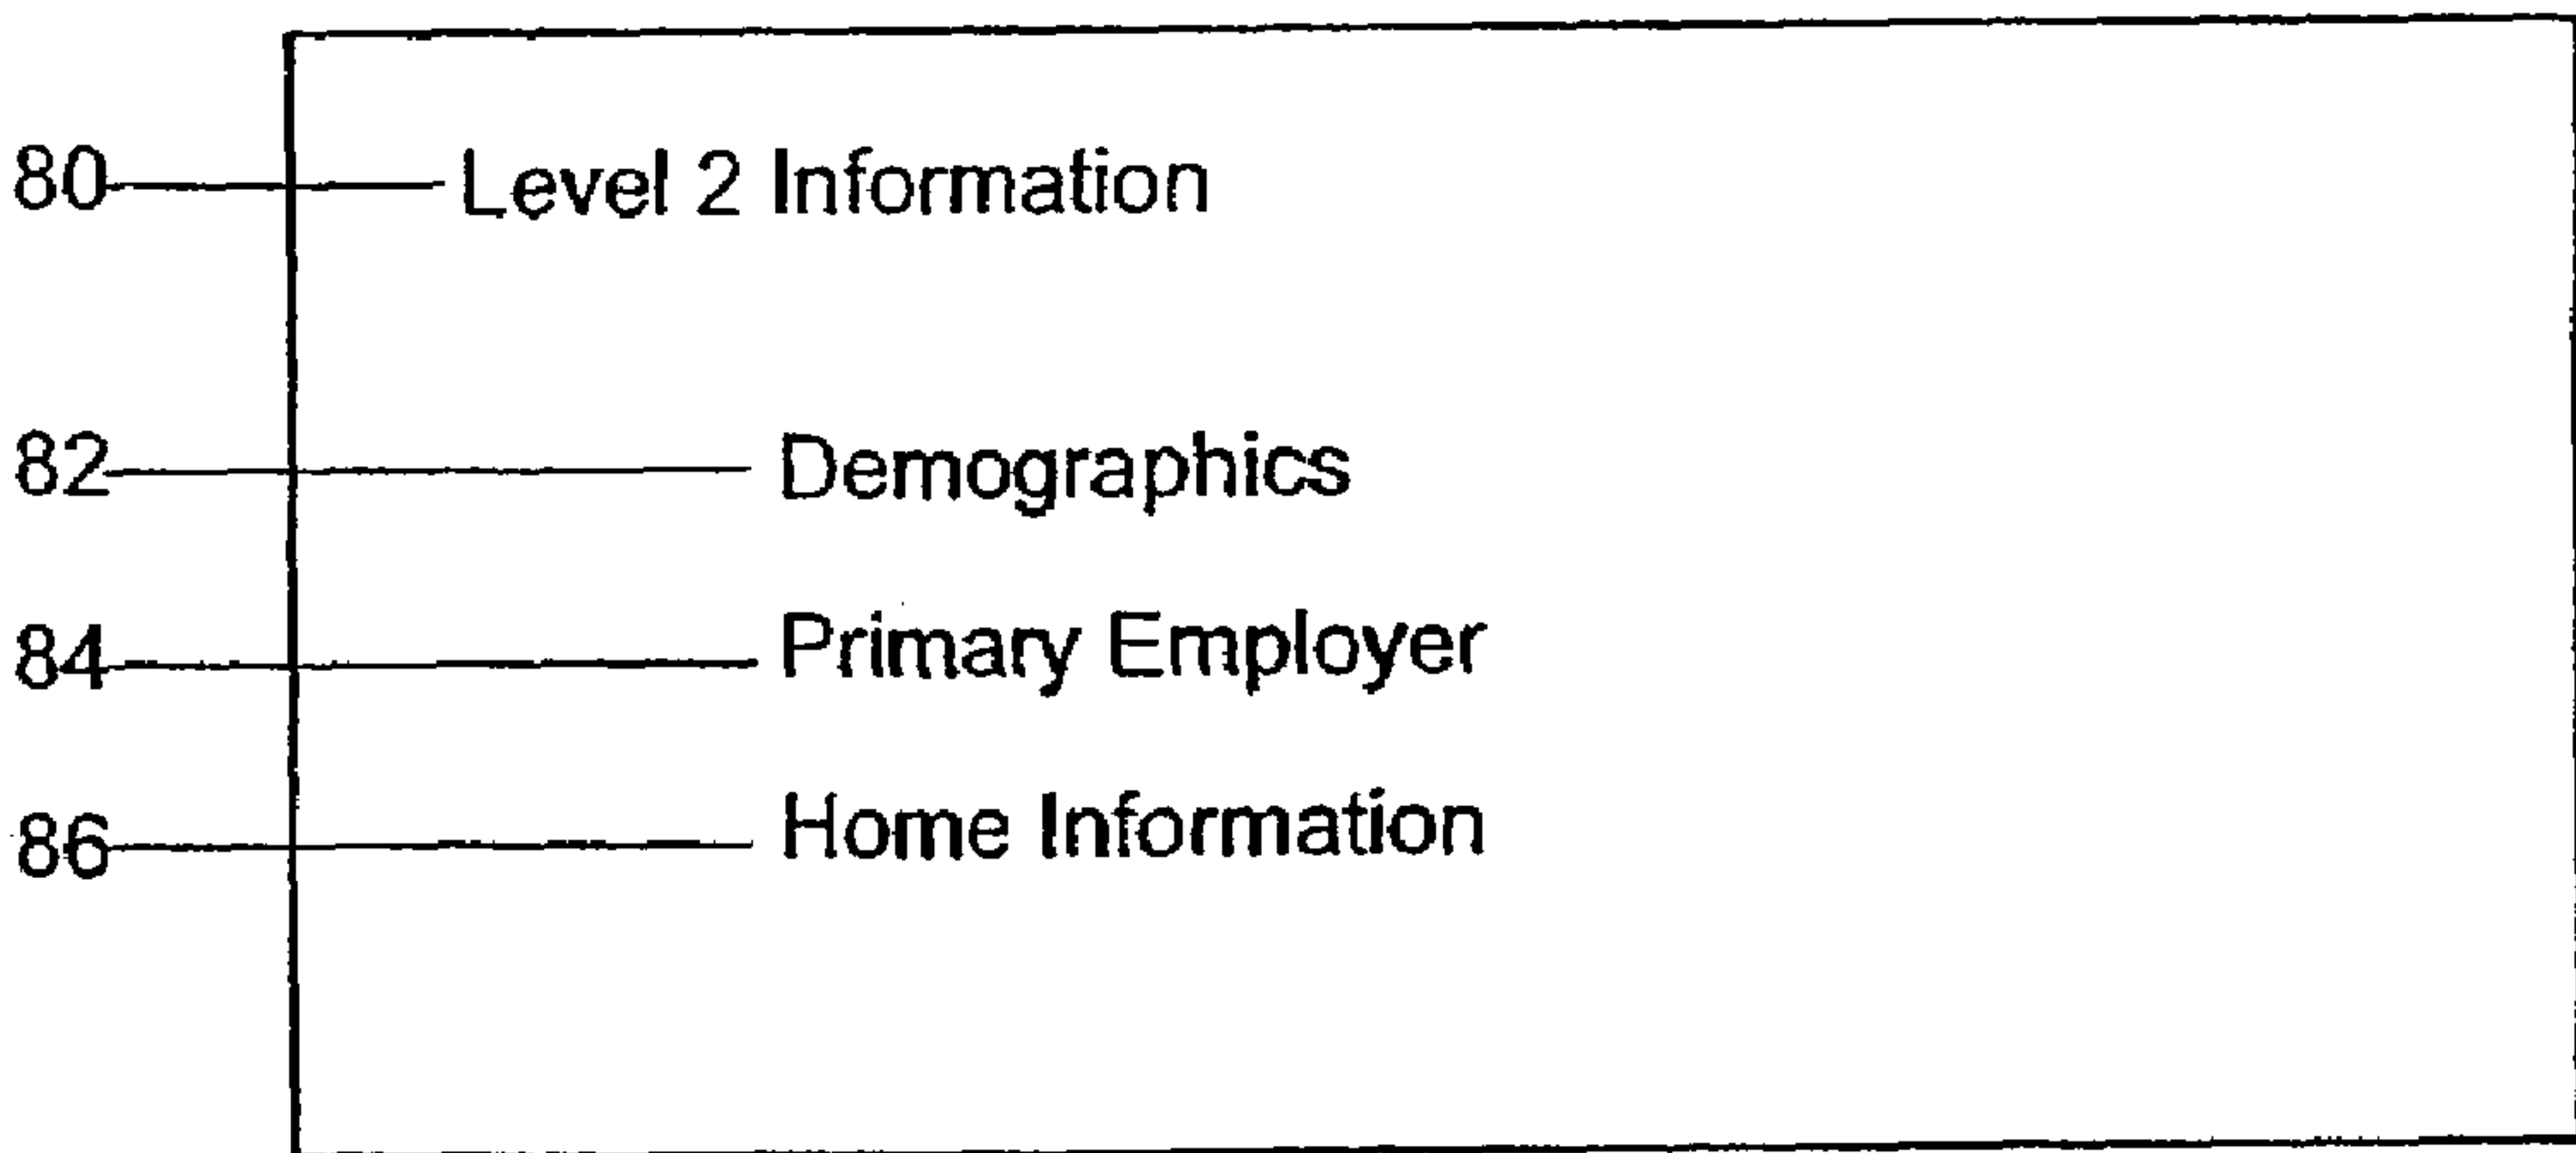 80 Level 2 Information
82 Demographics
84 Primary Employer
86 Home Information